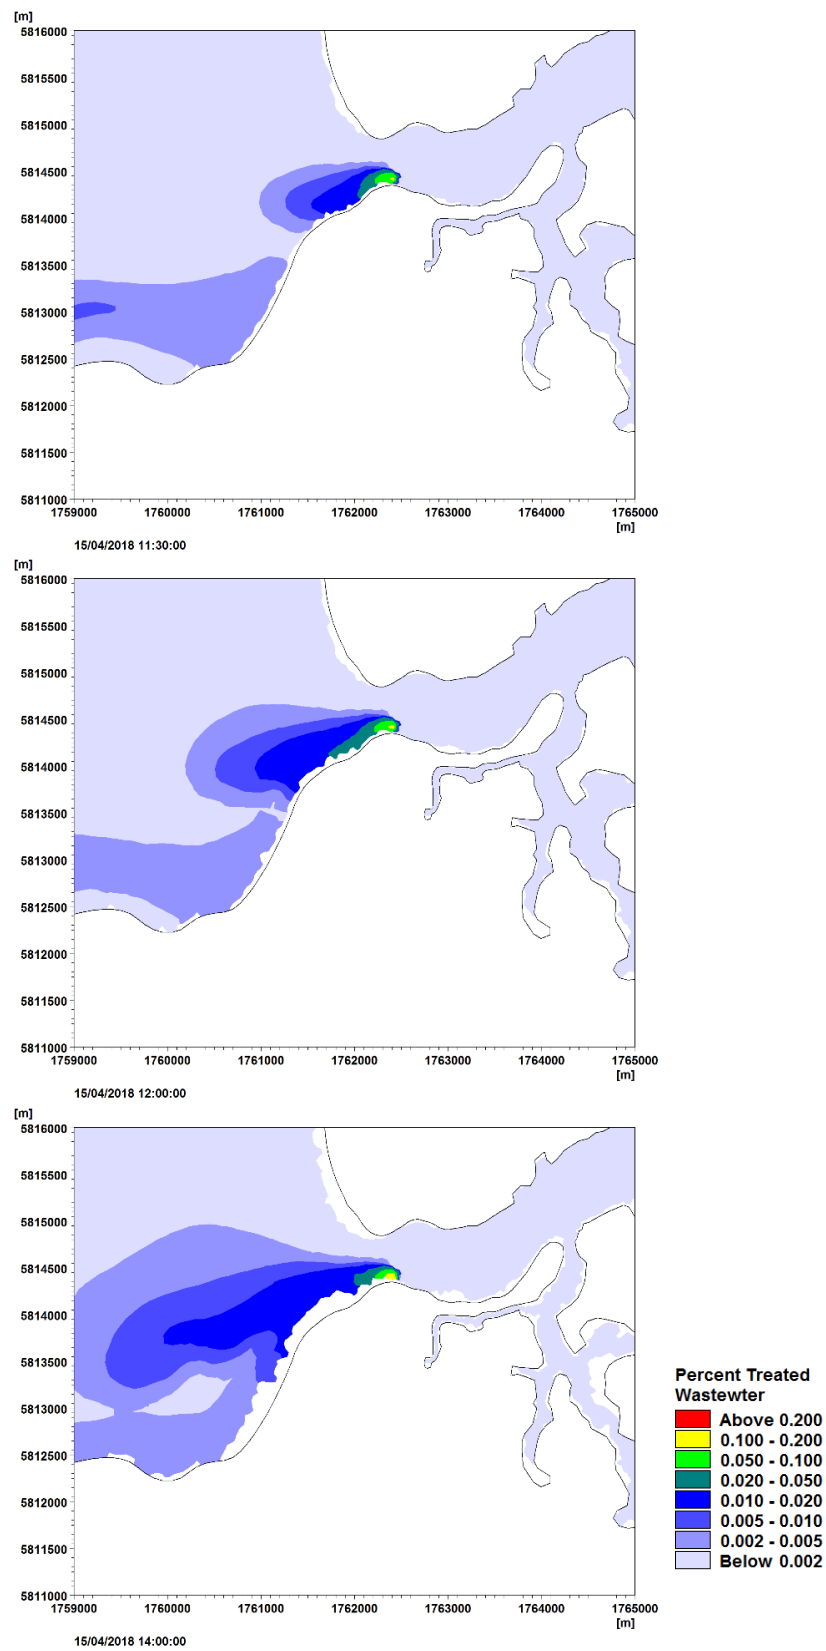 [m]
5816000
5815500
5815000
5814500
5814000
5813500
5813000
5812500
5812000
5811500
5811000
1759000 1760000 1761000 1762000 1763000 1764000 1765000
[m]
15/04/2018 11:30:00
[m]
5816000
5815500
5815000
5814500
5814000
5813500
5813000
5812500
5812000
5811500
5811000
1759000 1760000 1761000 1762000 1763000 1764000 1765000
[m]
15/04/2018 12:00:00
[m]
5816000
5815500
5815000
5814500
5814000
5813500
5813000
5812500
5812000
5811500
5811000
1759000 1760000 1761000 1762000 1763000 1764000 1765000
[m]
15/04/2018 14:00:00
Percent Treated
Wastewter
Above 0.200
0.100 - 0.200
0.050 - 0.100
0.020 - 0.050
0.010 - 0.020
0.005 - 0.010
0.002 - 0.005
Below 0.002